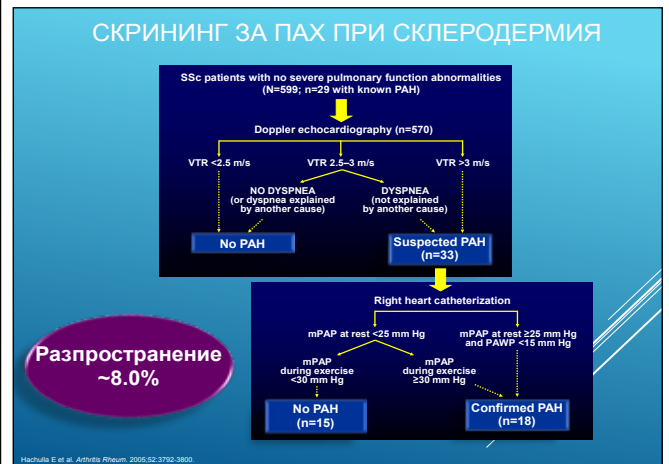 СКРИНИНГ ЗА ПАХ ПРИ СКЛЕРОДЕРМИЯ
SSc patients with no severe pulmonary function abnormalities
(N=599; n=29 with known PAH)
Doppler echocardiography (n=570)
VTR <2.5 m/s
VTR 2.5–3 m/s
VTR >3 m/s
NO DYSPNEA
(or dyspnea explained
by another cause)
DYSPNEA
(not explained
by another cause)
No PAH
Suspected PAH
(n=33)
Right heart catheterization
mPAP at rest <25 mm Hg
mPAP at rest ≥25 mm Hg
and PAWP <15 mm Hg
mPAP
during exercise
<30 mm Hg
mPAP
during exercise
≥30 mm Hg
No PAH
(n=15)
Confirmed PAH
(n=18)
Разпространение
~8.0%
Hachulla E et al. Arthritis Rheum. 2005;52:3792-3800.